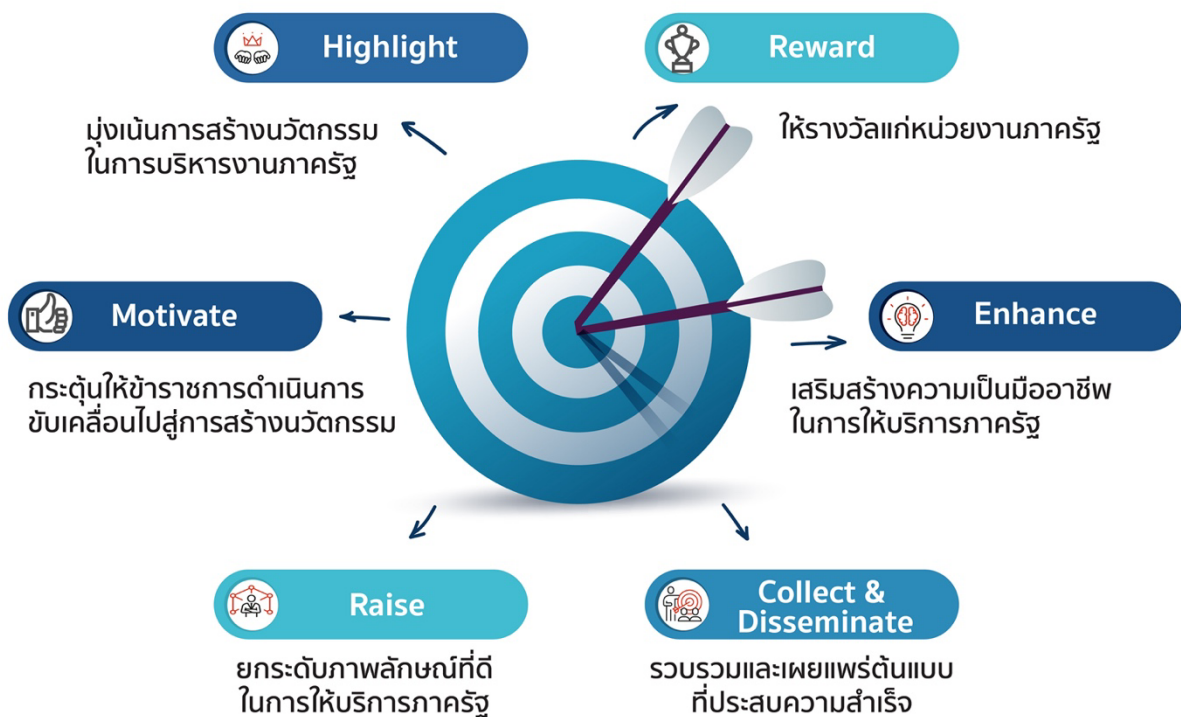 Highlight
มุ่งเน้นการสร้างนวัตกรรม
ในการบริหารงานภาครัฐ
Reward
ให้รางวัลแก่หน่วยงานภาครัฐ
Motivate
กระตุ้นให้ข้าราชการดำเนินการ
ขับเคลื่อนไปสู่การสร้างนวัตกรรม
Enhance
เสริมสร้างความเป็นมืออาชีพ
ในการให้บริการภาครัฐ
Raise
ยกระดับภาพลักษณ์ที่ดี
ในการให้บริการภาครัฐ
Collect &
Disseminate
รวบรวมและเผยแพร่ต้นแบบ
ที่ประสบความสำเร็จ